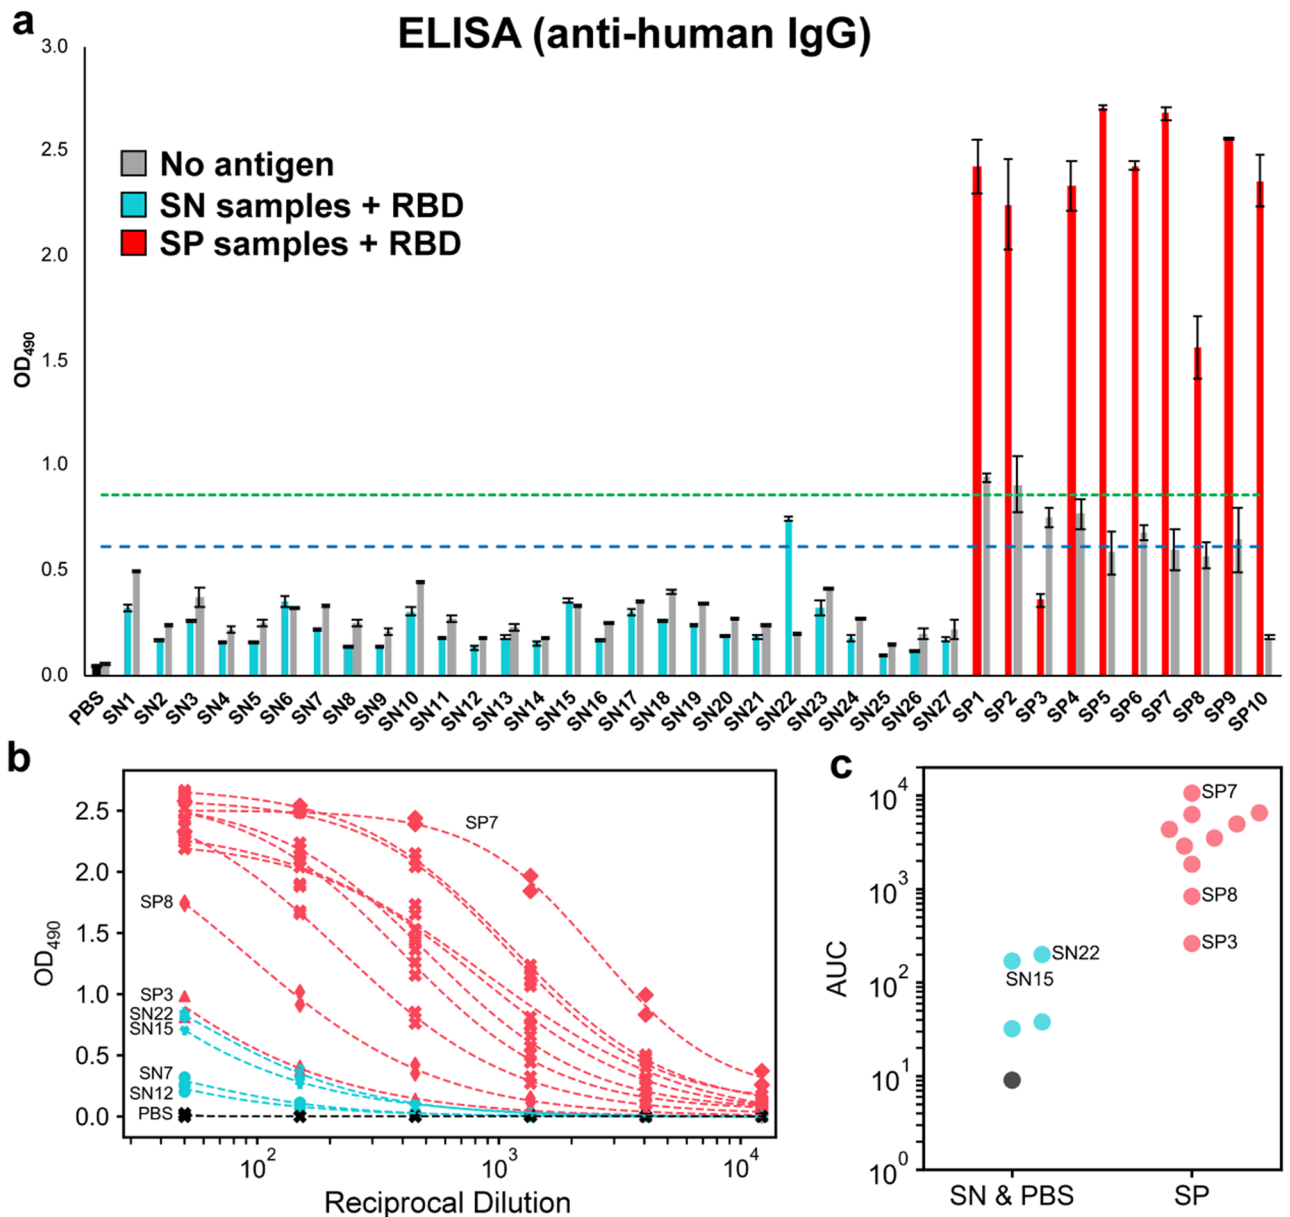 a
ELISA (anti-human IgG)
3.0
2.5
2.0
1.5
1.0
0.5
0.0
OD490
No antigen
SN samples + RBD
SP samples + RBD
PBS SN1 SN2 SN3 SN4 SN5 SN6 SN7 SN8 SN9 SN10 SN11 SN12 SN13 SN14 SN15 SN16 SN17 SN18 SN19 SN20 SN21 SN22 SN23 SN24 SN25 SN26 SN27 SP1 SP2 SP3 SP4 SP5 SP6 SP7 SP8 SP9 SP10
b
2.5
2.0
1.5
1.0
0.5
0.0
OD490
SP7
SP8
SP3
SN22
SN15
SN7
SN12
PBS
10^2 10^3 10^4
Reciprocal Dilution
c
10^4
10^3
10^2
10^1
10^0
AUC
SP7
SP8
SP3
SN22
SN15
SN & PBS SP